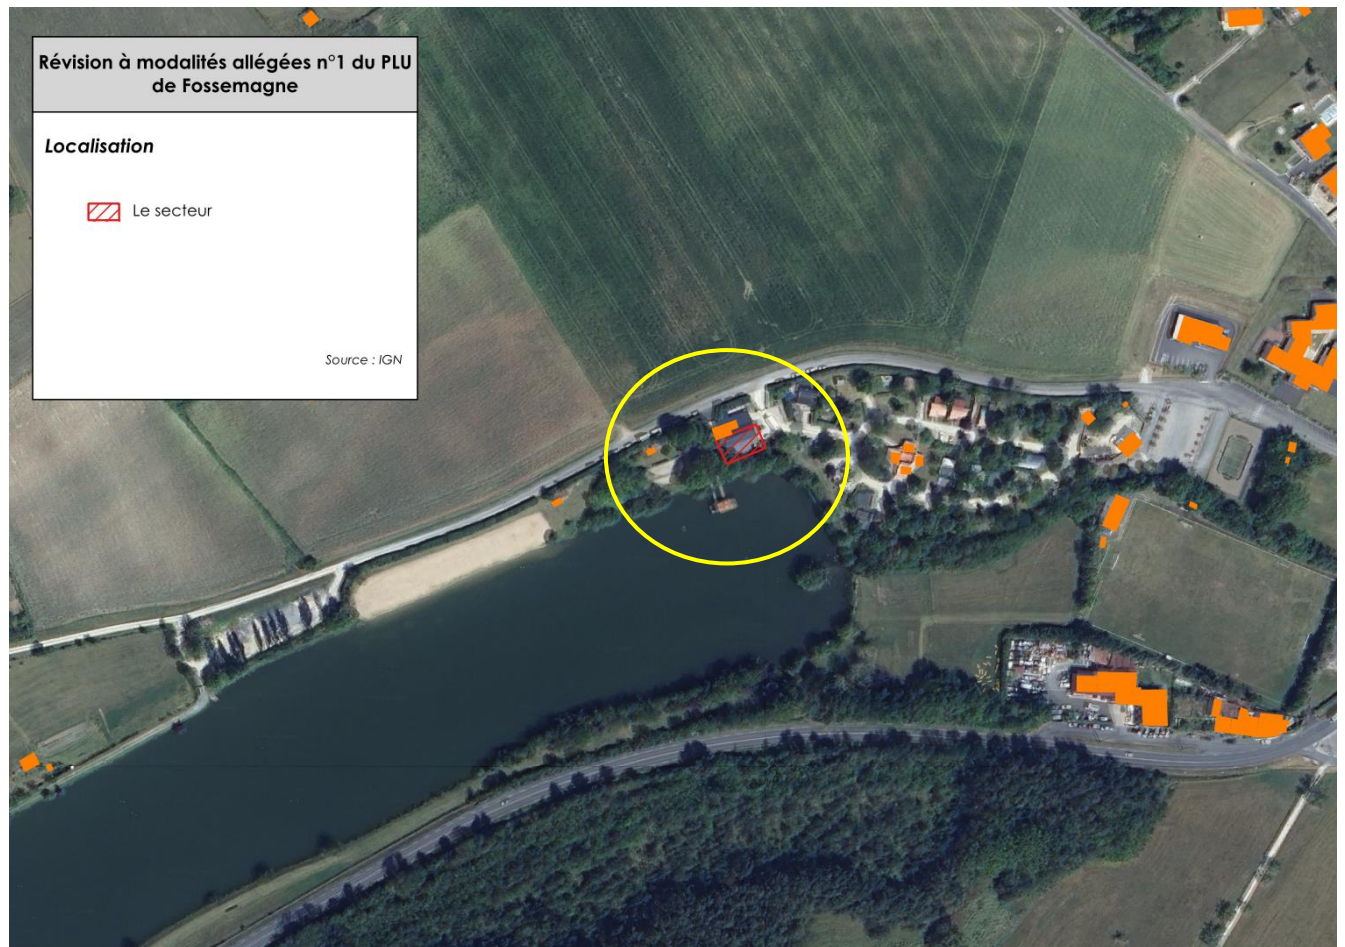 Révision à modalités allégées n°1 du PLU
de Fossemagne
Localisation
Le secteur
Source : IGN